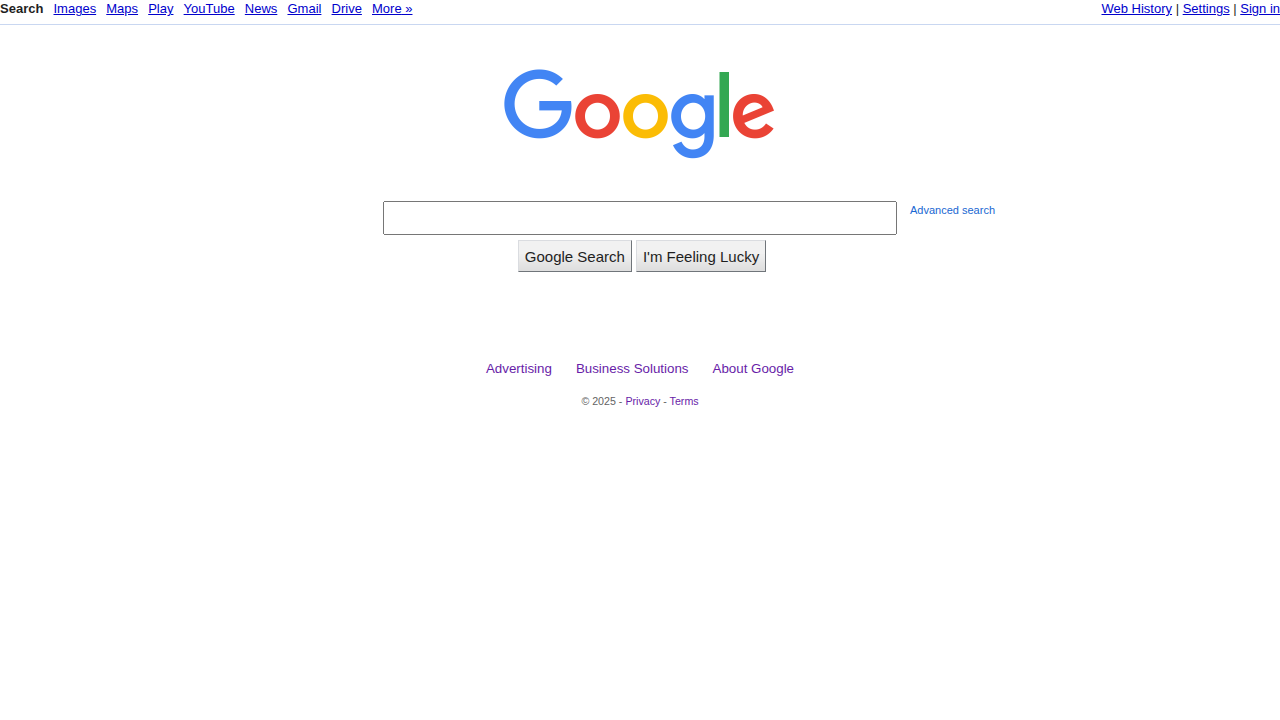 Search Images Maps Play YouTube News Gmail Drive More » Web History | Settings | Sign in
Google
Advanced search
Google Search I'm Feeling Lucky
Advertising Business Solutions About Google
© 2025 - Privacy - Terms